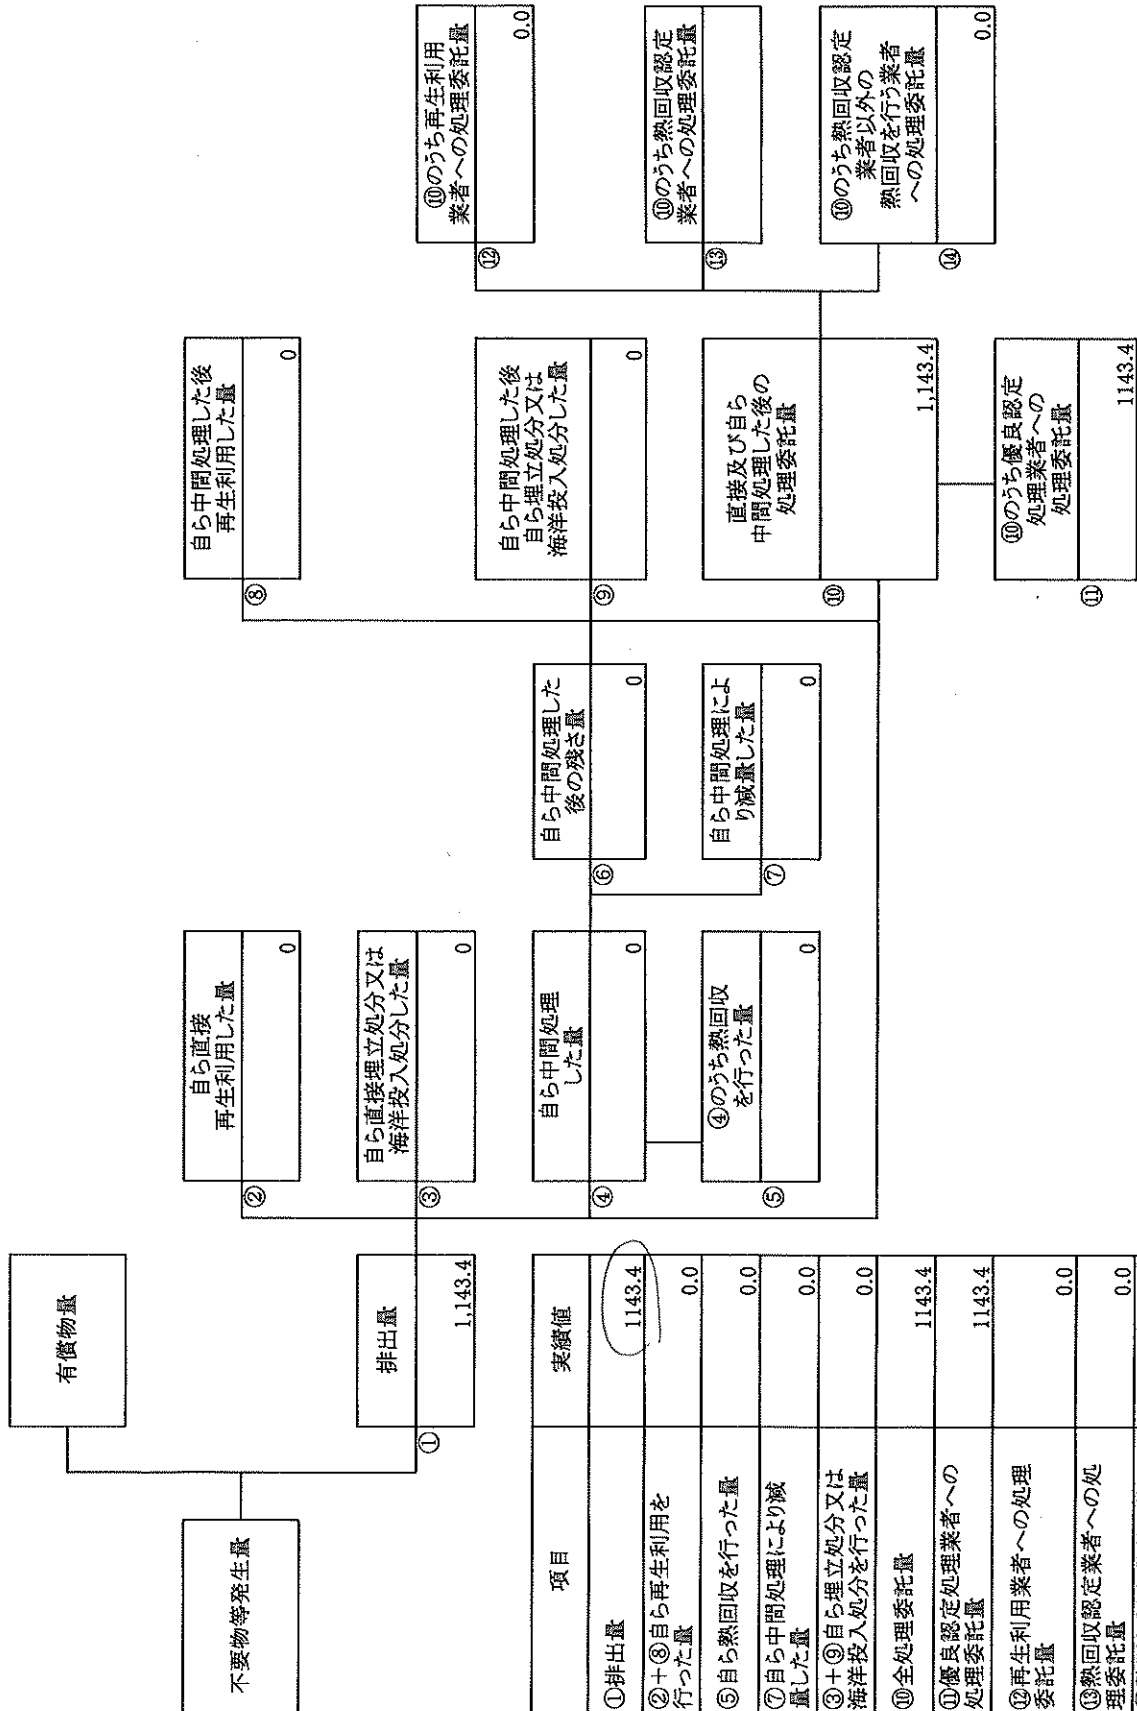 不要物等発生量
有償物量
①
排出量
1,143.4
②
自ら直接
再生利用した量
0
③
自ら直接埋立処分又は
海洋投入処分した量
0
④
自ら中間処理
した量
0
⑤
④のうち熱回収
を行った量
0
⑥
自ら中間処理した
後の残さ量
0
⑦
自ら中間処理によ
り減量した量
0
⑧
自ら中間処理した後
再生利用した量
0
⑨
自ら中間処理した後
自ら埋立処分又は
海洋投入処分した量
0
⑩
直接及び自ら
中間処理した後の
処理委託量
1,143.4
⑪
⑩のうち優良認定
処理業者への
処理委託量
1143.4
⑫
⑩のうち再生利用
業者への処理委託量
0.0
⑬
⑩のうち熱回収認定
業者への処理委託量
⑭
⑩のうち熱回収認定
業者以外の
熱回収を行う業者
への処理委託量
0.0
項目
実績値
①排出量
1143.4
②+⑧自ら再生利用を
行った量
0.0
⑤自ら熱回収を行った量
0.0
⑦自ら中間処理により減
量した量
0.0
③+⑨自ら埋立処分又は
海洋投入処分を行った量
0.0
⑩全処理委託量
1143.4
⑪優良認定処理業者への
処理委託量
1143.4
⑫再生利用業者への処理
委託量
0.0
⑬熱回収認定業者への処
理委託量
0.0